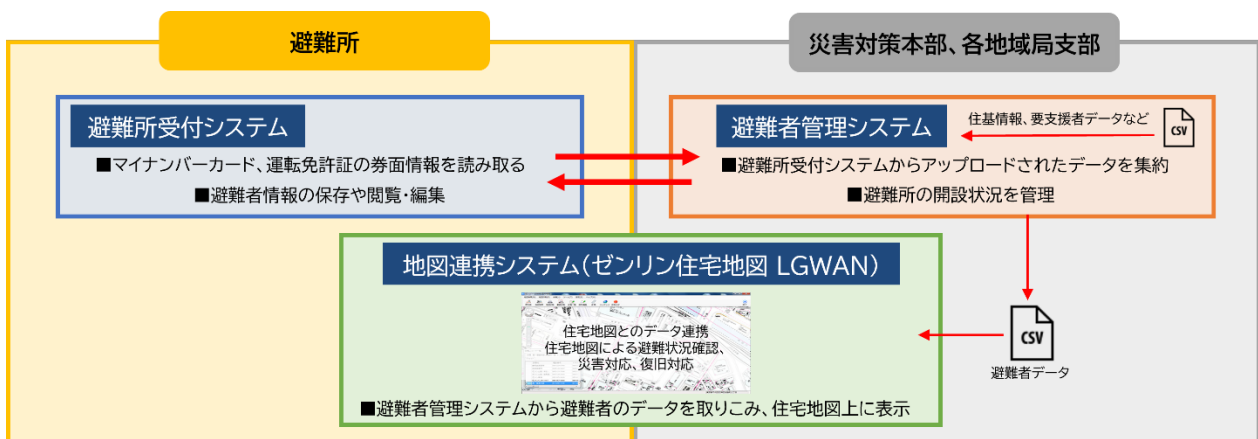 避難所
災害対策本部、各地域局支部
避難所受付システム
■マイナンバーカード、運転免許証の券面情報を読み取る
■避難者情報の保存や閲覧・編集
避難者管理システム
住基情報、要支援者データなど
CSV
■避難所受付システムからアップロードされたデータを集約
■避難所の開設状況を管理
地図連携システム(ゼンリン住宅地図 LGWAN)
住宅地図とのデータ連携
住宅地図による避難状況確認、
災害対応、復旧対応
■避難者管理システムから避難者のデータを取りこみ、住宅地図上に表示
CSV
避難者データ